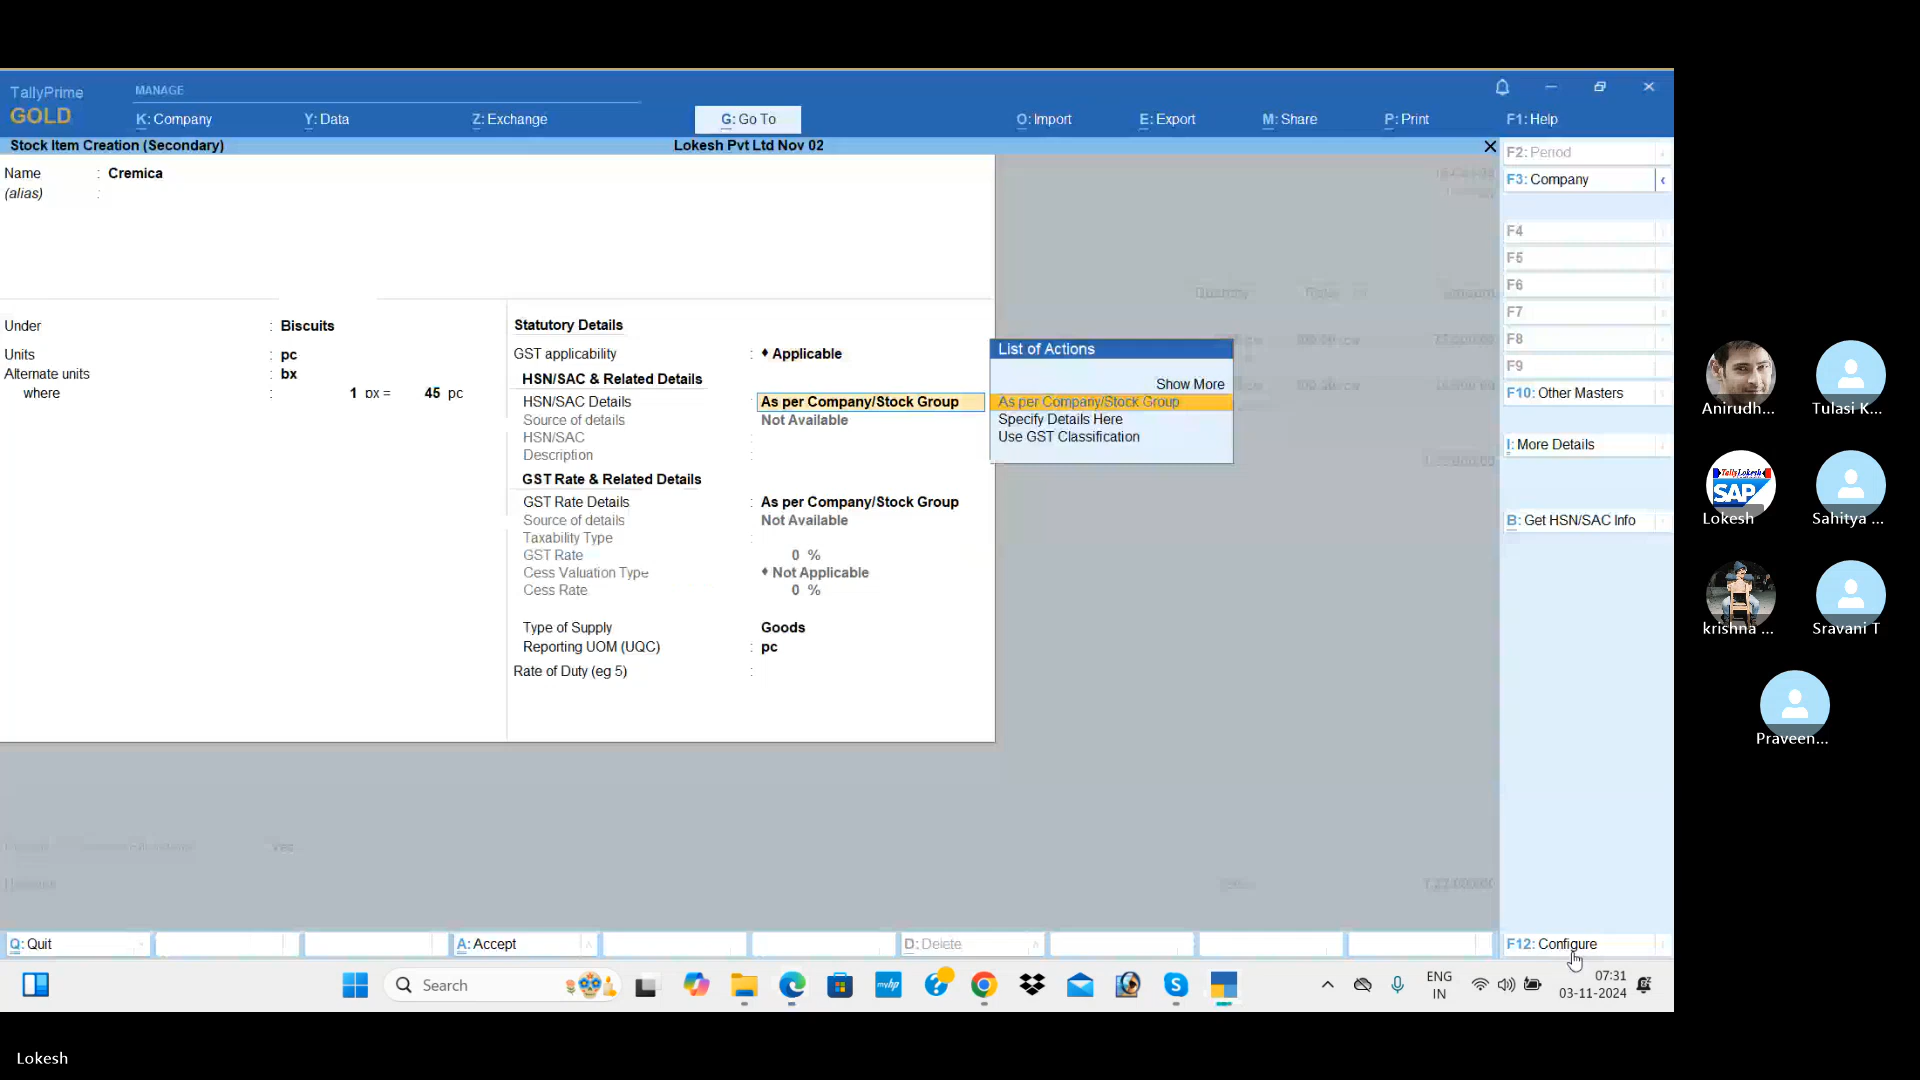 TallyPrime
GOLD
MANAGE
K: Company
Y: Data
Z: Exchange
G: Go To
O: Import
E: Export
M: Share
P: Print
F1: Help
Stock Item Creation (Secondary)
Lokesh Pvt Ltd Nov 02
Name : Cremica
(alias) :
Under : Biscuits
Units : pc
Alternate units : bx
where : 1 bx = 45 pc
Statutory Details
GST applicability : ♦ Applicable
HSN/SAC & Related Details
HSN/SAC Details : As per Company/Stock Group
Source of details Not Available
HSN/SAC :
Description :
GST Rate & Related Details
GST Rate Details : As per Company/Stock Group
Source of details Not Available
Taxability Type :
GST Rate 0 %
Cess Valuation Type ♦ Not Applicable
Cess Rate 0 %
Type of Supply Goods
Reporting UOM (UQC) : pc
Rate of Duty (eg 5) :
List of Actions
Show More
As per Company/Stock Group
Specify Details Here
Use GST Classification
F2: Period
F3: Company
F4
F5
F6
F7
F8
F9
F10: Other Masters
I: More Details
B: Get HSN/SAC Info
F12: Configure
Quantity
Q: Quit
A: Accept
D: Delete
Search
myhp
ENG
IN
07:31
03-11-2024
Anirudh...
Tulasi K...
TallyLokesh
SAP
Lokesh
Sahitya ...
krishna ...
Sravani T
Praveen...
Lokesh